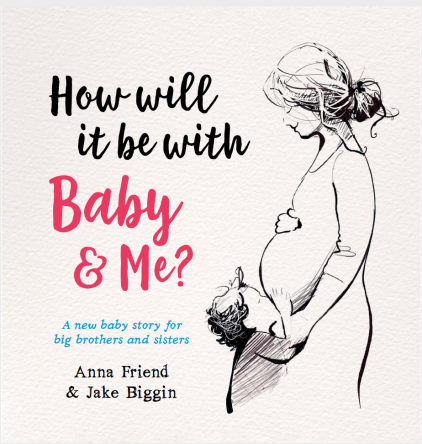 How will
it be with
Baby
& Me?
A new baby story for
big brothers and sisters
Anna Friend
& Jake Biggin